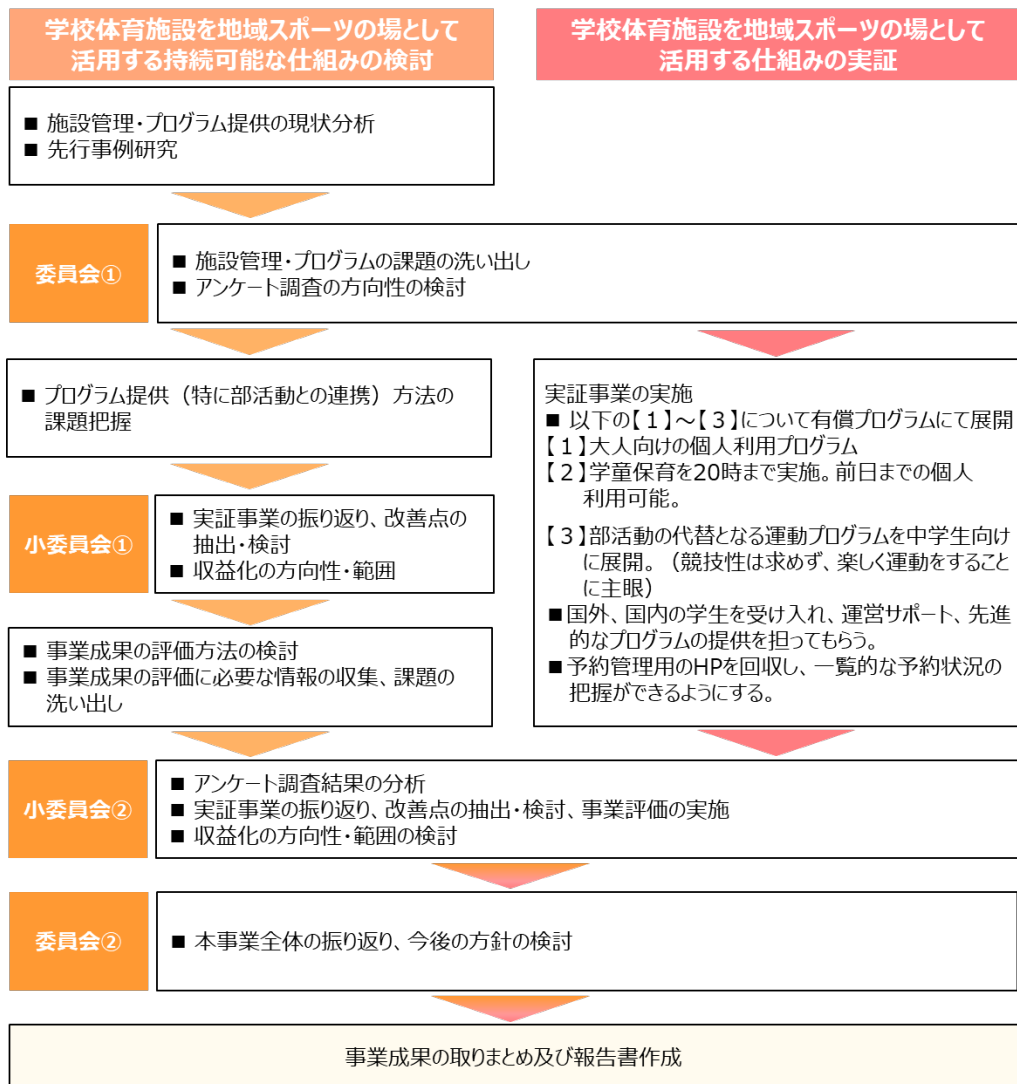 学校体育施設を地域スポーツの場として
活用する持続可能な仕組みの検討
学校体育施設を地域スポーツの場として
活用する仕組みの実証
■ 施設管理・プログラム提供の現状分析
■ 先行事例研究
委員会①
■ 施設管理・プログラムの課題の洗い出し
■ アンケート調査の方向性の検討
■ プログラム提供（特に部活動との連携）方法の
課題把握
小委員会①
■ 実証事業の振り返り、改善点の
抽出・検討
■ 収益化の方向性・範囲
■ 事業成果の評価方法の検討
■ 事業成果の評価に必要な情報の収集、課題の
洗い出し
実証事業の実施
■ 以下の【1】～【3】について有償プログラムにて展開
【1】大人向けの個人利用プログラム
【2】学童保育を20時まで実施。前日までの個人
利用可能。
【3】部活動の代替となる運動プログラムを中学生向け
に展開。（競技性は求めず、楽しく運動をすること
に主眼）
■国外、国内の学生を受け入れ、運営サポート、先進
的なプログラムの提供を担ってもらう。
■予約管理用のHPを回収し、一覧的な予約状況の
把握ができるようにする。
小委員会②
■ アンケート調査結果の分析
■ 実証事業の振り返り、改善点の抽出・検討、事業評価の実施
■ 収益化の方向性・範囲の検討
委員会②
■ 本事業全体の振り返り、今後の方針の検討
事業成果の取りまとめ及び報告書作成